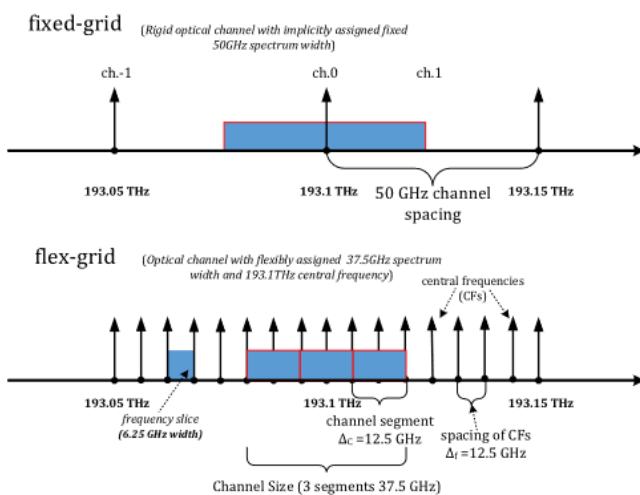 fixed-grid
(Rigid optical channel with implicitly assigned fixed
50GHz spectrum width)
ch.-1
ch.0
ch.1
193.05 THz
193.1 THz
193.15 THz
50 GHz channel
spacing
flex-grid
(Optical channel with flexibly assigned 37.5GHz spectrum
width and 193.1THz central frequency)
central frequencies
(CFs)
193.05 THz
193.1 THz
193.15 THz
frequency slice
(6.25 GHz width)
channel segment
ΔC =12.5 GHz
spacing of CFs
Δf =12.5 GHz
Channel Size (3 segments 37.5 GHz)